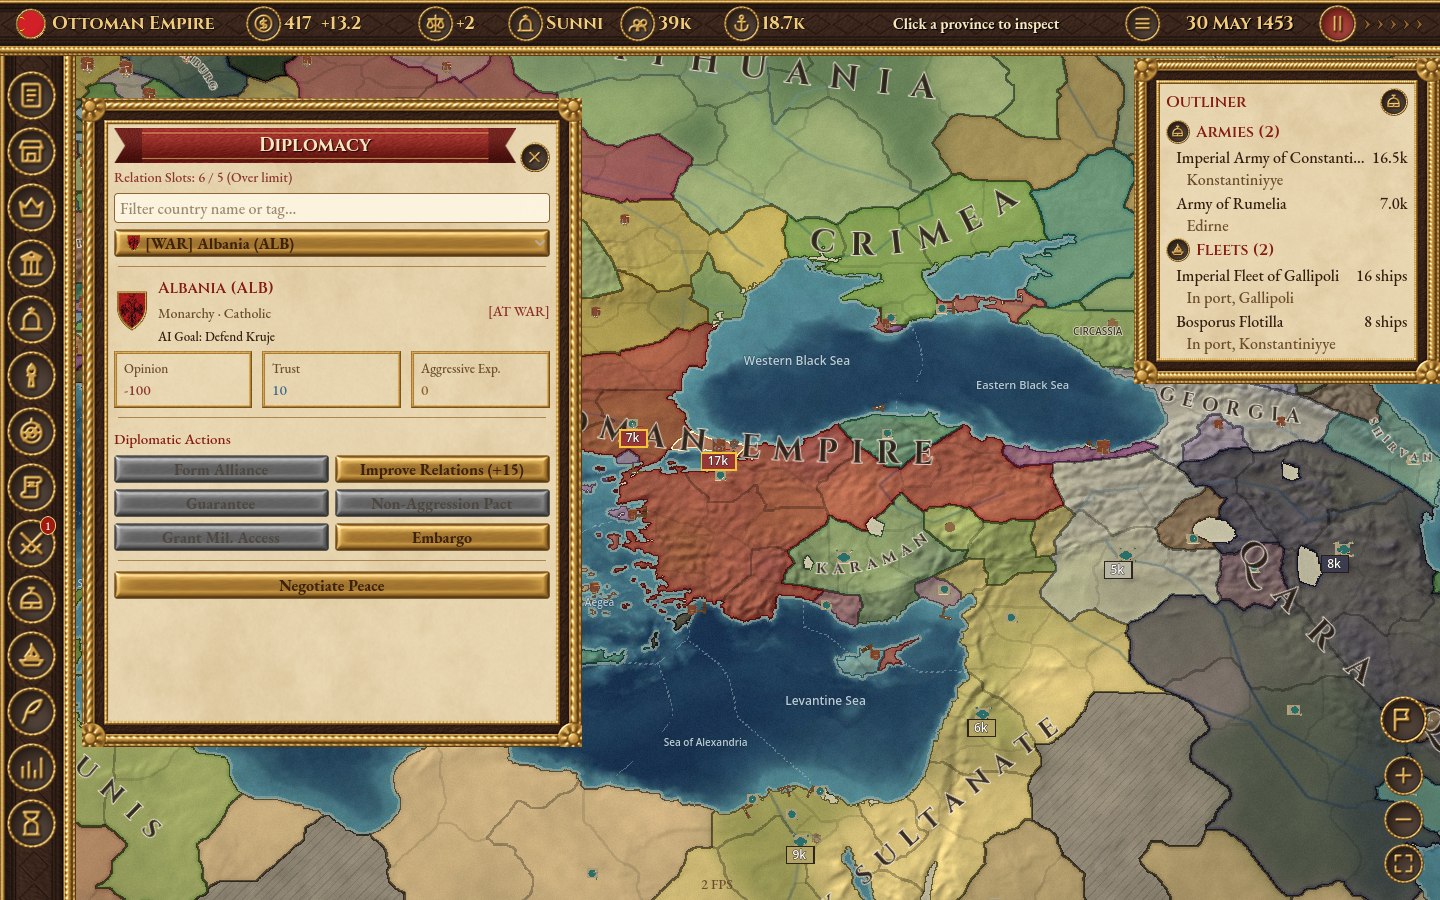 OTTOMAN EMPIRE
417 +13.2
+2
SUNNI
39K
18.7K
Click a province to inspect
30 MAY 1453
DIPLOMACY
Relation Slots: 6 / 5 (Over limit)
Filter country name or tag...
[WAR] Albania (ALB)
ALBANIA (ALB)
Monarchy · Catholic
[AT WAR]
AI Goal: Defend Kruje
Opinion
-100
Trust
10
Aggressive Exp.
0
Diplomatic Actions
Form Alliance
Improve Relations (+15)
Guarantee
Non-Aggression Pact
Grant Mil. Access
Embargo
Negotiate Peace
OUTLINER
ARMIES (2)
Imperial Army of Constanti... 16.5k
Konstantiniyye
Army of Rumelia 7.0k
Edirne
FLEETS (2)
Imperial Fleet of Gallipoli 16 ships
In port, Gallipoli
Bosporus Flotilla 8 ships
In port, Konstantiniyye
1
THUANIA
CRIMEA
CIRCASSIA
Western Black Sea
Eastern Black Sea
GEORGIA
SHIRVAN
OMAN EMPIRE
7k
17k
KARAMAN
5k
8k
QARA Q
Aegea
Levantine Sea
Sea of Alexandria
6k
9k
SULTANATE
UNIS
2 FPS